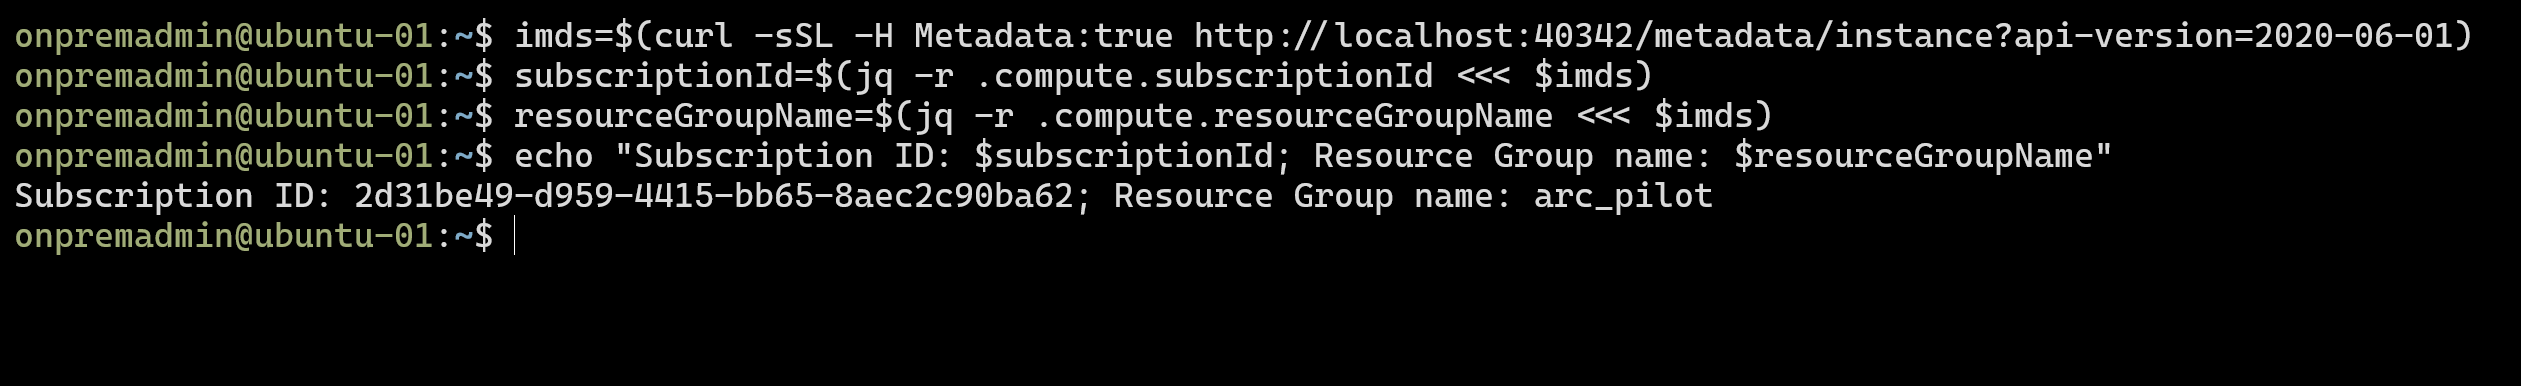 onpremadmin@ubuntu-01:~$ imds=$(curl -sSL -H Metadata:true http://localhost:40342/metadata/instance?api-version=2020-06-01)
onpremadmin@ubuntu-01:~$ subscriptionId=$(jq -r .compute.subscriptionId <<< $imds)
onpremadmin@ubuntu-01:~$ resourceGroupName=$(jq -r .compute.resourceGroupName <<< $imds)
onpremadmin@ubuntu-01:~$ echo "Subscription ID: $subscriptionId; Resource Group name: $resourceGroupName"
Subscription ID: 2d31be49-d959-4415-bb65-8aec2c90ba62; Resource Group name: arc_pilot
onpremadmin@ubuntu-01:~$